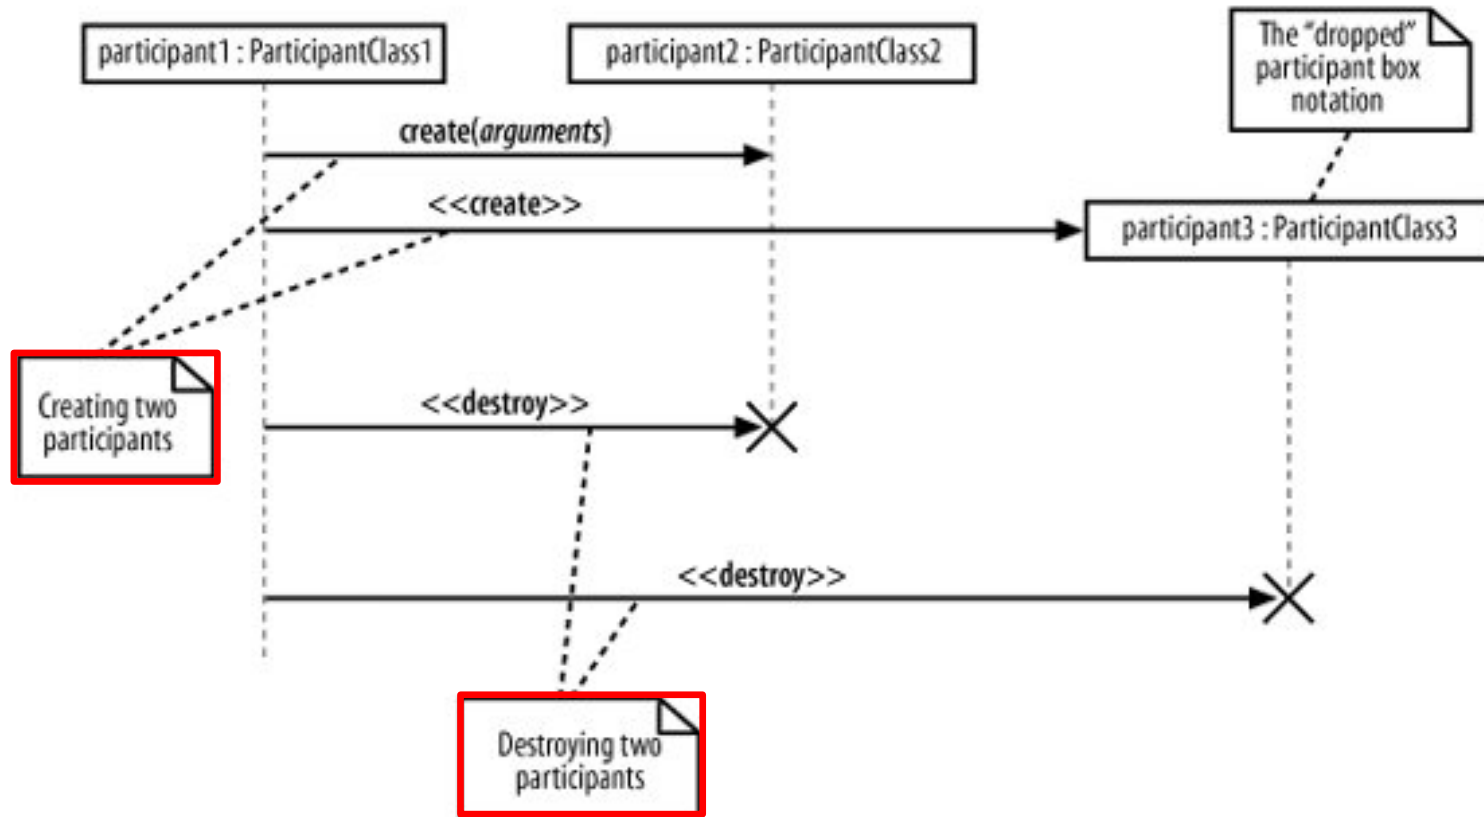 participant1 : ParticipantClass1
participant2 : ParticipantClass2
The “dropped”
participant box
notation
create(arguments)
<<create>>
participant3 : ParticipantClass3
Creating two
participants
<<destroy>>
<<destroy>>
Destroying two
participants